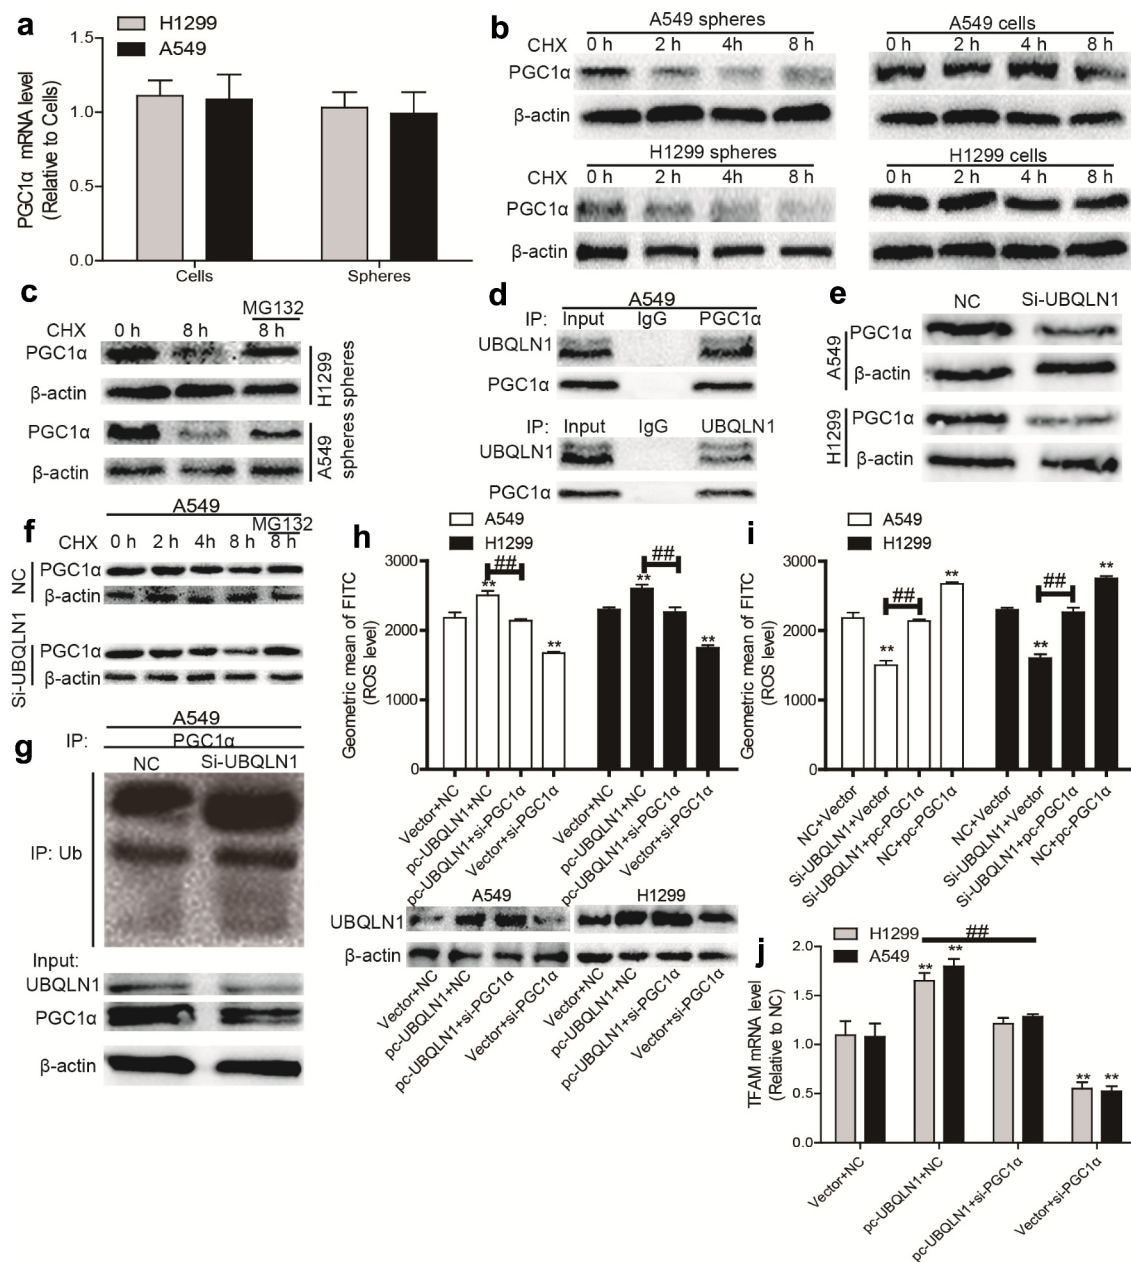 a
H1299
A549
PGC1α mRNA level
(Relative to Cells)
1.5
1.0
0.5
0.0
Cells
Spheres
b
A549 spheres
A549 cells
CHX 0 h 2 h 4h 8 h 0 h 2 h 4 h 8 h
PGC1α
β-actin
H1299 spheres
H1299 cells
CHX 0 h 2 h 4 h 8 h 0 h 2 h 4 h 8 h
PGC1α
β-actin
c
MG132
CHX 0 h 8 h 8 h
PGC1α
β-actin
H1299 spheres
PGC1α
β-actin
A549 spheres
d
A549
IP: Input IgG PGC1α
UBQLN1
PGC1α
IP: Input IgG UBQLN1
UBQLN1
PGC1α
e
NC Si-UBQLN1
A549
PGC1α
β-actin
H1299
PGC1α
β-actin
f
A549
MG132
CHX 0 h 2 h 4h 8 h 8 h
NC
PGC1α
β-actin
Si-UBQLN1
PGC1α
β-actin
g
A549
IP: PGC1α
NC Si-UBQLN1
IP: Ub
Input:
UBQLN1
PGC1α
β-actin
h
A549
H1299
Geometric mean of FITC
(ROS level)
3000
2000
1000
0
**
##
**
**
##
**
Vector+NC
pc-UBQLN1+NC
pc-UBQLN1+si-PGC1α
Vector+si-PGC1α
Vector+NC
pc-UBQLN1+NC
pc-UBQLN1+si-PGC1α
Vector+si-PGC1α
A549 H1299
UBQLN1
β-actin
Vector+NC
pc-UBQLN1+NC
pc-UBQLN1+si-PGC1α
Vector+si-PGC1α
Vector+NC
pc-UBQLN1+NC
pc-UBQLN1+si-PGC1α
Vector+si-PGC1α
i
A549
H1299
Geometric mean of FITC
(ROS level)
3000
2000
1000
0
**
##
**
**
##
**
NC+Vector
Si-UBQLN1+Vector
Si-UBQLN1+pc-PGC1α
NC+pc-PGC1α
NC+Vector
Si-UBQLN1+Vector
Si-UBQLN1+pc-PGC1α
NC+pc-PGC1α
j
H1299
A549
TFAM mRNA level
(Relative to NC)
2.0
1.5
1.0
0.5
0.0
##
** **
** **
Vector+NC
pc-UBQLN1+NC
pc-UBQLN1+si-PGC1α
Vector+si-PGC1α